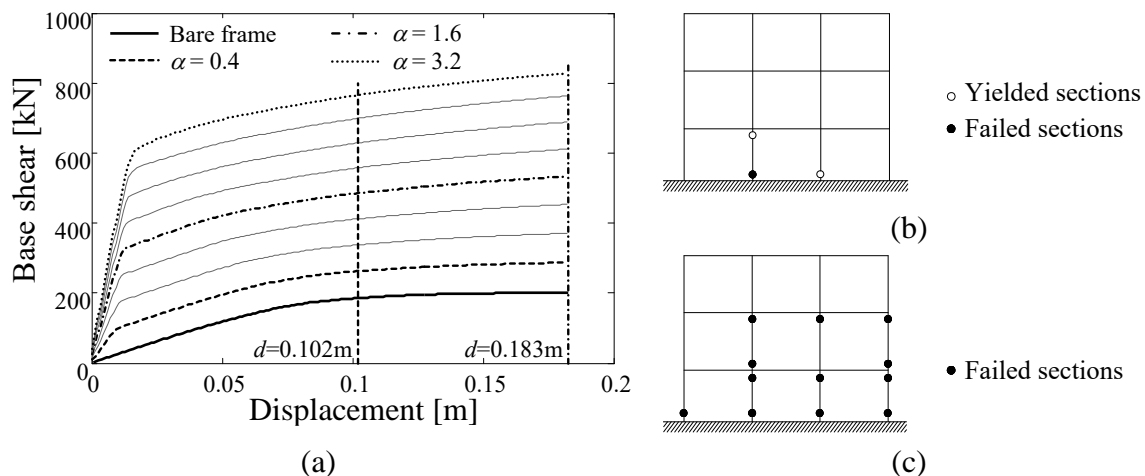 1000
800
600
400
200
0
Base shear [kN]
Bare frame
α = 0.4
α = 1.6
α = 3.2
d=0.102m
d=0.183m
0 0.05 0.1 0.15 0.2
Displacement [m]
(a)
Yielded sections
Failed sections
(b)
Failed sections
(c)